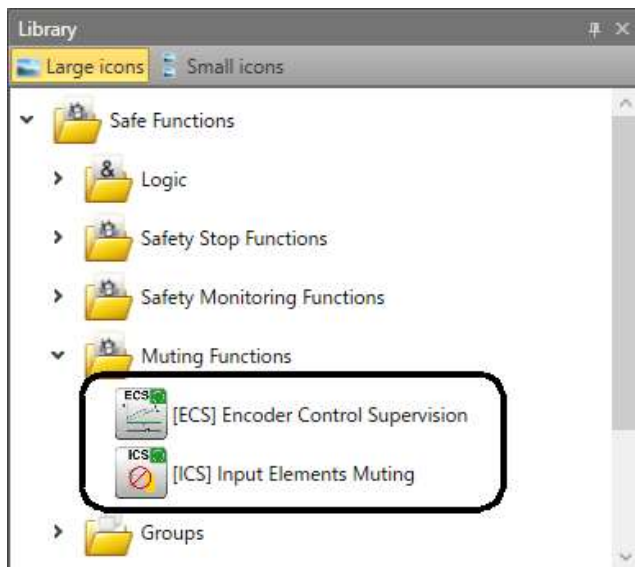 Library
Large icons Small icons
Safe Functions
& Logic
Safety Stop Functions
Safety Monitoring Functions
Muting Functions
ECS [ECS] Encoder Control Supervision
ICS [ICS] Input Elements Muting
Groups